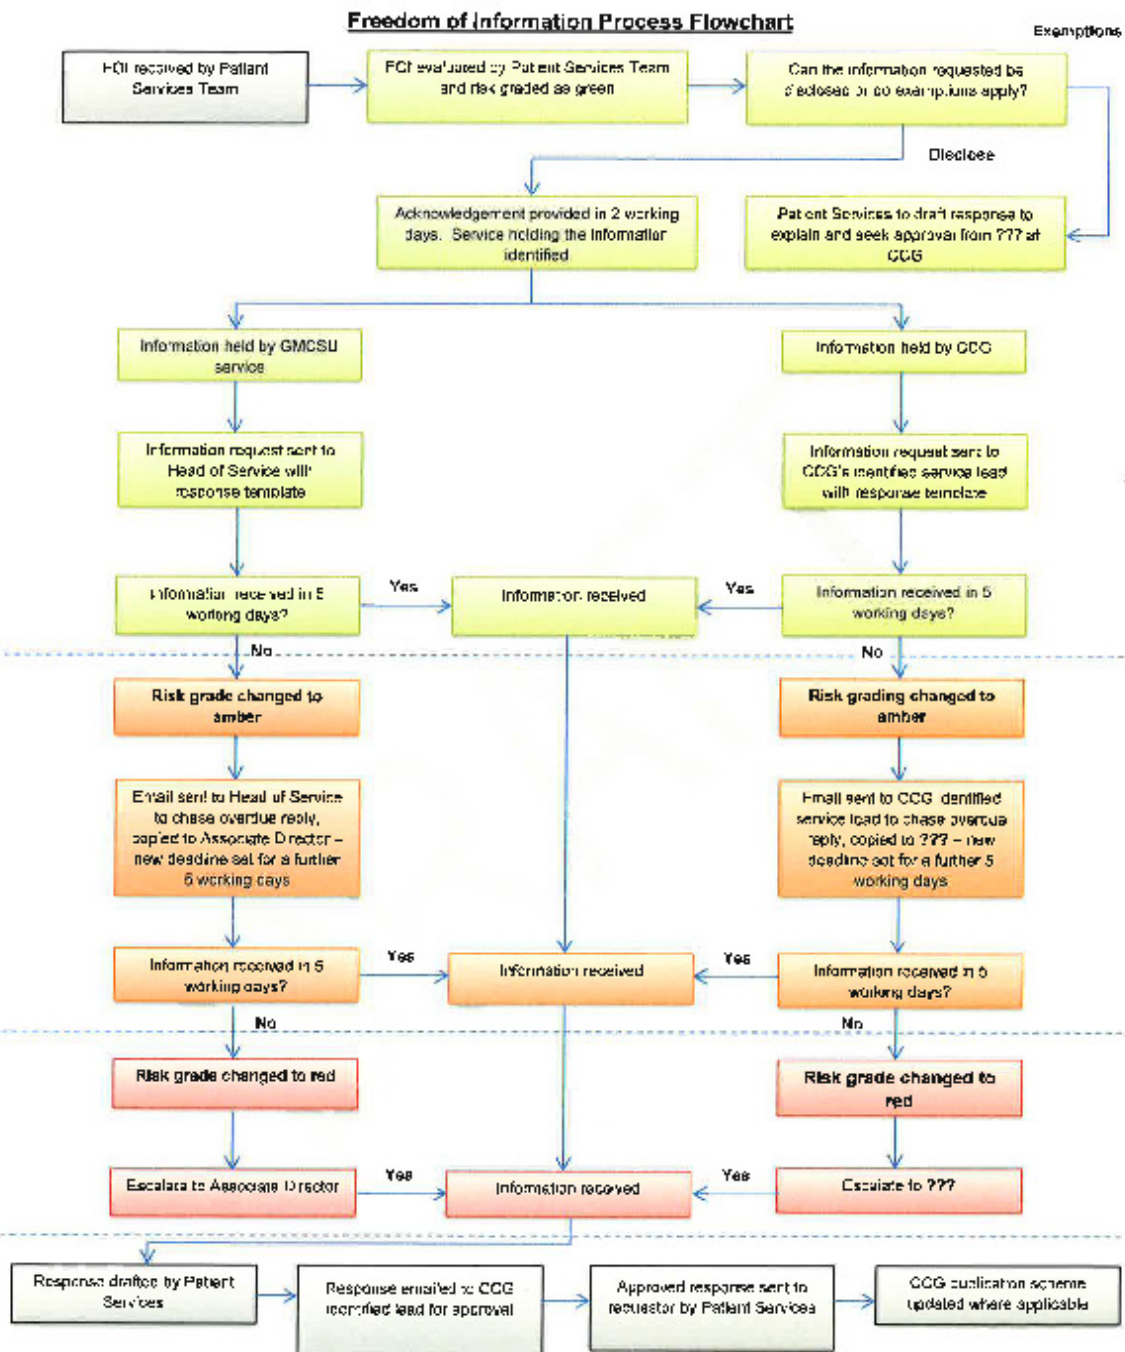 Freedom of Information Process Flowchart
Exemptions
FOI received by Patient
Services Team
FOI evaluated by Patient Services Team
and risk graded as green
Can the information requested be
disclosed or do exemptions apply?
Disclose
Acknowledgement provided in 2 working
days. Service holding the information
identified
Patient Services to draft response to
explain and seek approval from ??? at
CCG
Information held by GMCSU
service
Information held by CCG
Information request sent to
Head of Service with
response template
Information request sent to
CCG's identified service lead
with response template
Information received in 5
working days?
Yes
Information received
Yes
Information received in 5
working days?
No
No
Risk grade changed to
amber
Risk grading changed to
amber
Email sent to Head of Service
to chase overdue reply,
copied to Associate Director –
new deadline set for a further
5 working days
Email sent to CCG identified
service lead to chase overdue
reply, copied to ??? – new
deadline set for a further 5
working days
Information received in 5
working days?
Yes
Information received
Yes
Information received in 5
working days?
No
No
Risk grade changed to red
Risk grade changed to
red
Escalate to Associate Director
Yes
Information received
Yes
Escalate to ???
Response drafted by Patient
Services
Response emailed to CCG
identified lead for approval
Approved response sent to
requestor by Patient Services
CCG publication scheme
updated where applicable